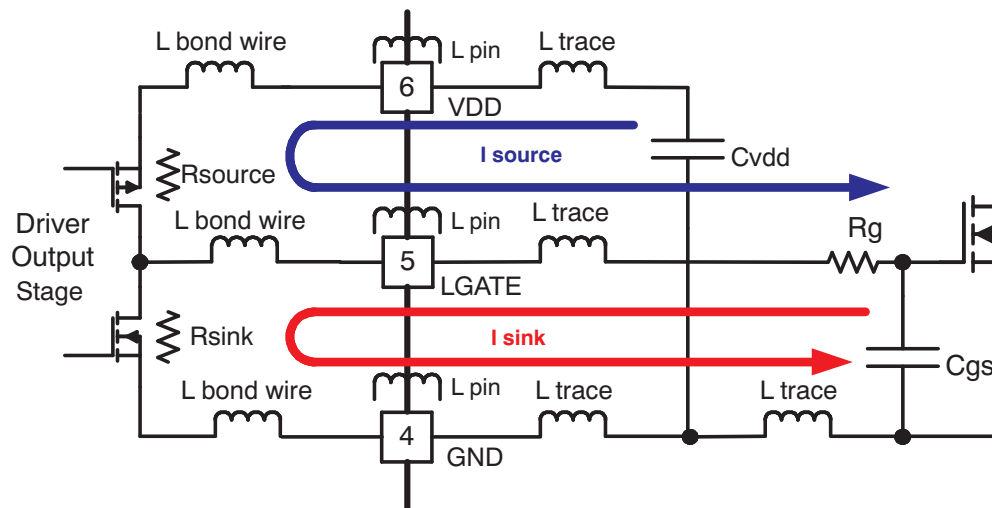 L bond wire
L pin
L trace
6
VDD
I source
Cvdd
Rsource
L bond wire
L pin
L trace
Driver
Output
Stage
5
LGATE
Rg
Rsink
I sink
L bond wire
L pin
L trace
L trace
Cgs
4
GND